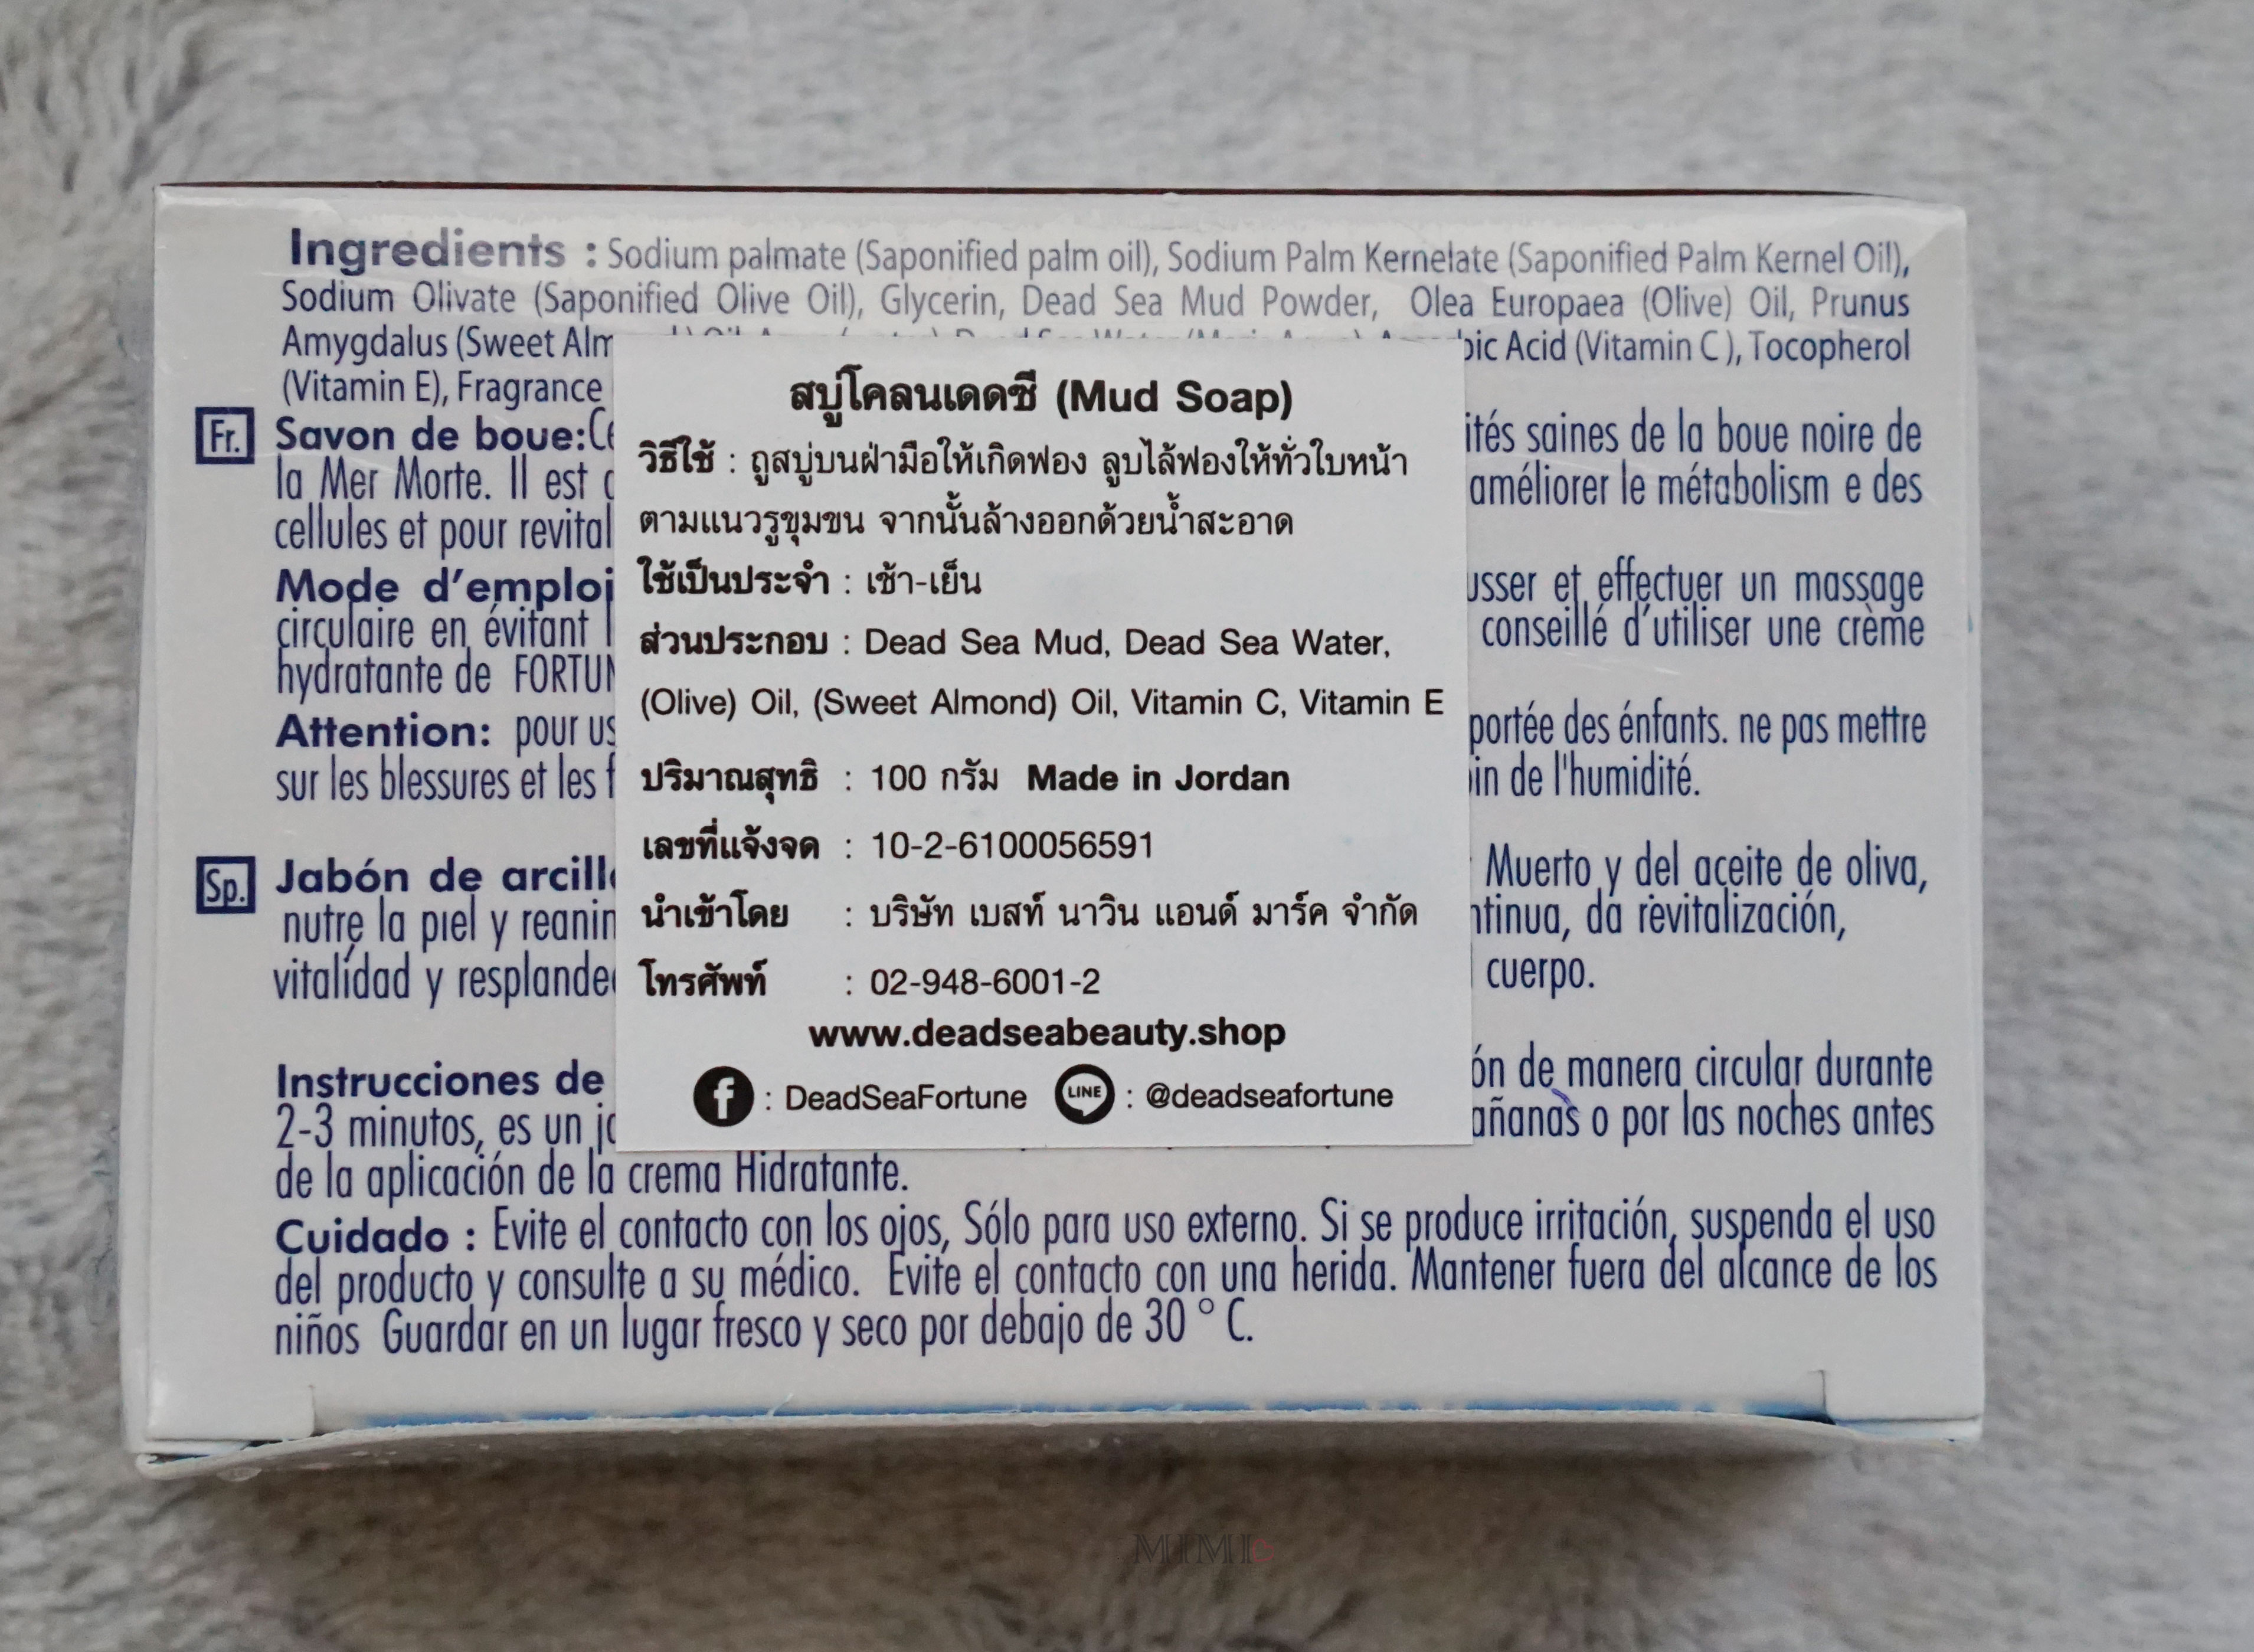 Ingredients : Sodium palmate (Saponified palm oil), Sodium Palm Kernelate (Saponified Palm Kernel Oil),
Sodium Olivate (Saponified Olive Oil), Glycerin, Dead Sea Mud Powder, Olea Europaea (Olive) Oil, Prunus
Amygdalus (Sweet Acid (Vitamin C), Tocopherol
(Vitamin E), Fragrance
Fr. Savon de boue: saines de la boue noire de
la Mer Morte. Il est améliorer le métabolism e des
cellules et pour
Mode d'emploi et effectuer un massage
circulaire en évitant conseillé d'utiliser une crème
hydratante de
Attention: pour portée des énfants. ne pas mettre
sur les blessures et les de l'humidité.
Sp. Jabón de Muerto y del aceite de oliva,
nutre la piel y da revitalización,
vitalídad y cuerpo.
Instrucciones de de manera circular durante
2-3 minutos, es un o por las noches antes
de la aplicación de la crema Hidratante.
Cuidado : Evite el contacto con los ojos, Sólo para uso externo. Si se produce irritación, suspenda el uso
del producto y consulte a su médico. Evite el contacto con una herida. Mantener fuera del alcance de los
niños Guardar en un lugar fresco y seco por debajo de 30 ° C.
สบู่โคลนเดดซี (Mud Soap)
วิธีใช้ : ถูสบู่บนฝ่ามือให้เกิดฟอง ลูบไล้ฟองให้ทั่วใบหน้า
ตามแนวรูขุมขน จากนั้นล้างออกด้วยน้ำสะอาด
ใช้เป็นประจำ : เช้า-เย็น
ส่วนประกอบ : Dead Sea Mud, Dead Sea Water,
(Olive) Oil, (Sweet Almond) Oil, Vitamin C, Vitamin E
ปริมาณสุทธิ : 100 กรัม Made in Jordan
เลขที่แจ้งจด : 10-2-6100056591
นำเข้าโดย : บริษัท เบสท์ นาวิน แอนด์ มาร์ค จำกัด
โทรศัพท์ : 02-948-6001-2
www.deadseabeauty.shop
f : DeadSeaFortune LINE : @deadseafortune
MIMI